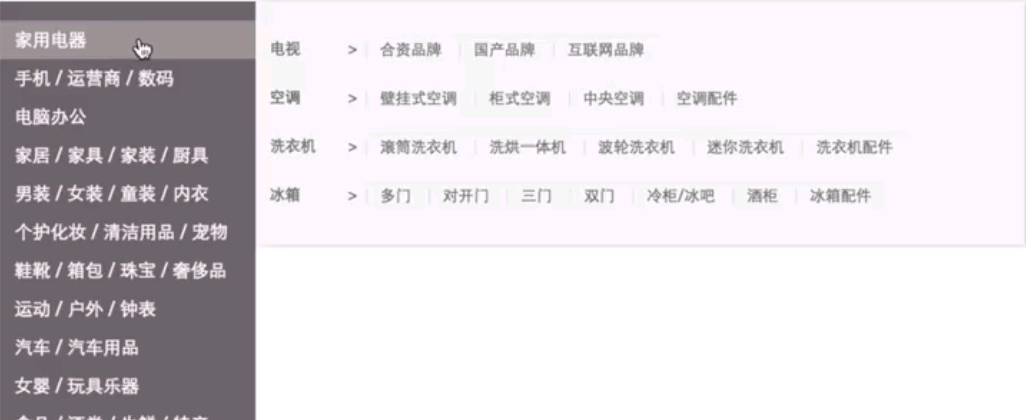 家用电器
手机 / 运营商 / 数码
电脑办公
家居 / 家具 / 家装 / 厨具
男装 / 女装 / 童装 / 内衣
个护化妆 / 清洁用品 / 宠物
鞋靴 / 箱包 / 珠宝 / 奢侈品
运动 / 户外 / 钟表
汽车 / 汽车用品
女婴 / 玩具乐器
电视 > 合资品牌 国产品牌 互联网品牌
空调 > 壁挂式空调 柜式空调 中央空调 空调配件
洗衣机 > 滚筒洗衣机 洗烘一体机 波轮洗衣机 迷你洗衣机 洗衣机配件
冰箱 > 多门 对开门 三门 双门 冷柜/冰吧 酒柜 冰箱配件